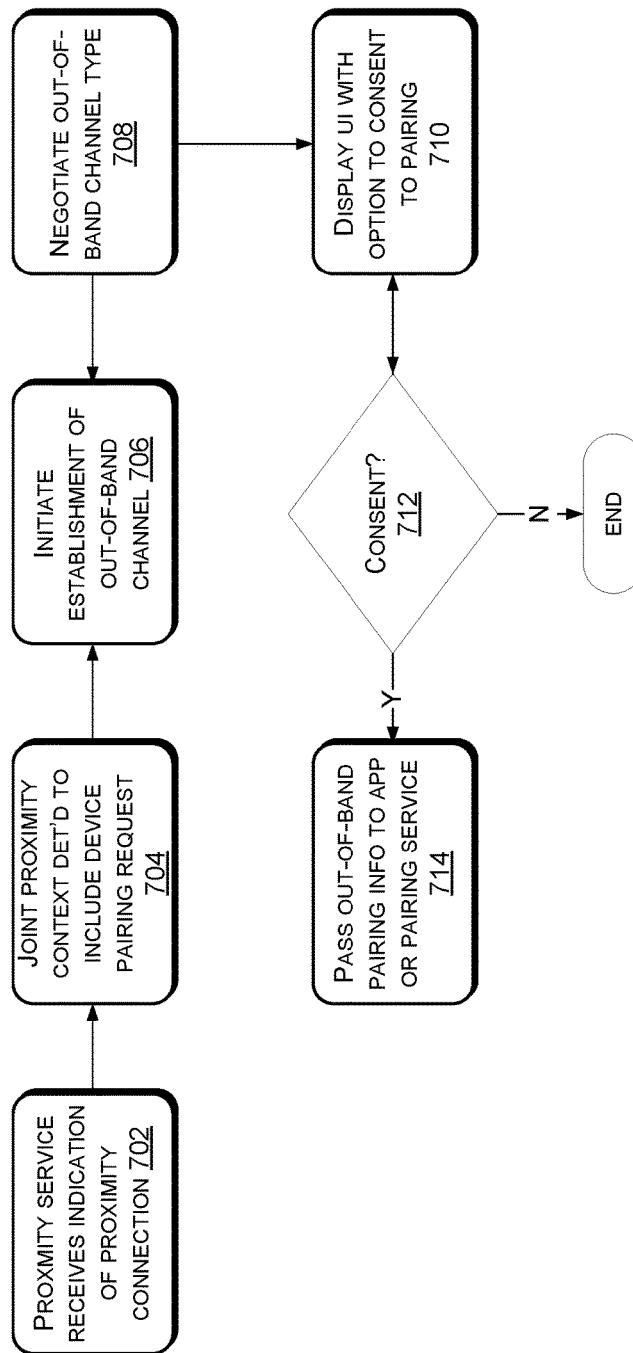 PROXMITY SERVICE
RECEIVES INDICATION
OF PROXIMITY
CONNECTION 702
JOINT PROXIMITY
CONTEXT DET'D TO
INCLUDE DEVICE
PAIRING REQUEST
704
INITIATE
ESTABLISHMENT OF
OUT-OF-BAND
CHANNEL 706
NEGOTIATE OUT-OF-
BAND CHANNEL TYPE
708
DISPLAY UI WITH
OPTION TO CONSENT
TO PAIRING
710
CONSENT?
712
Y
N
PASS OUT-OF-BAND
PAIRING INFO TO APP
OR PAIRING SERVICE
714
END